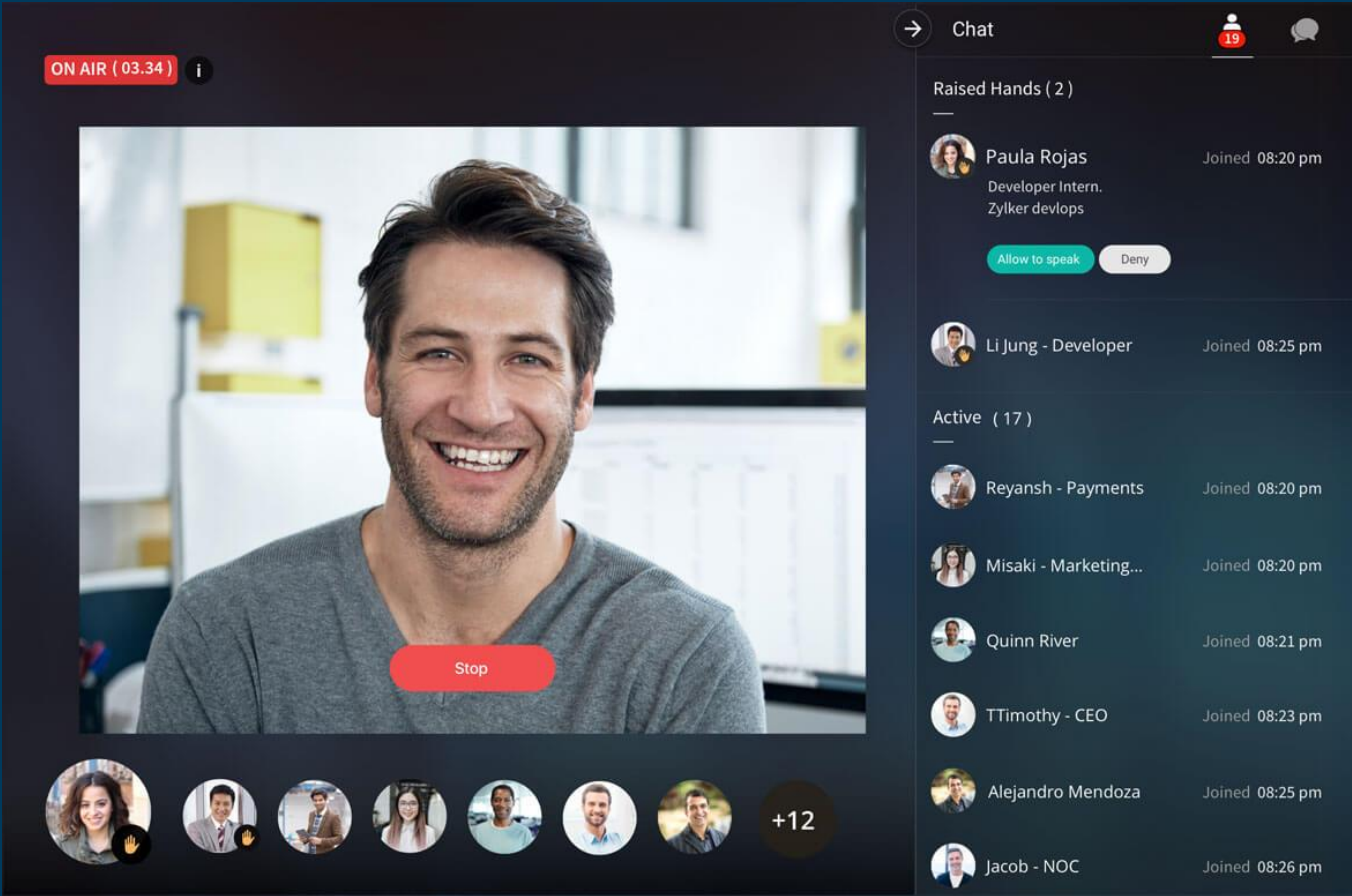 ON AIR ( 03.34 )
i
Stop
+12
Chat
19
Raised Hands ( 2 )
Paula Rojas Joined 08:20 pm
Developer Intern.
Zylker devlops
Allow to speak Deny
Li Jung - Developer Joined 08:25 pm
Active ( 17 )
Reyansh - Payments Joined 08:20 pm
Misaki - Marketing... Joined 08:20 pm
Quinn River Joined 08:21 pm
TTimothy - CEO Joined 08:23 pm
Alejandro Mendoza Joined 08:25 pm
Jacob - NOC Joined 08:26 pm